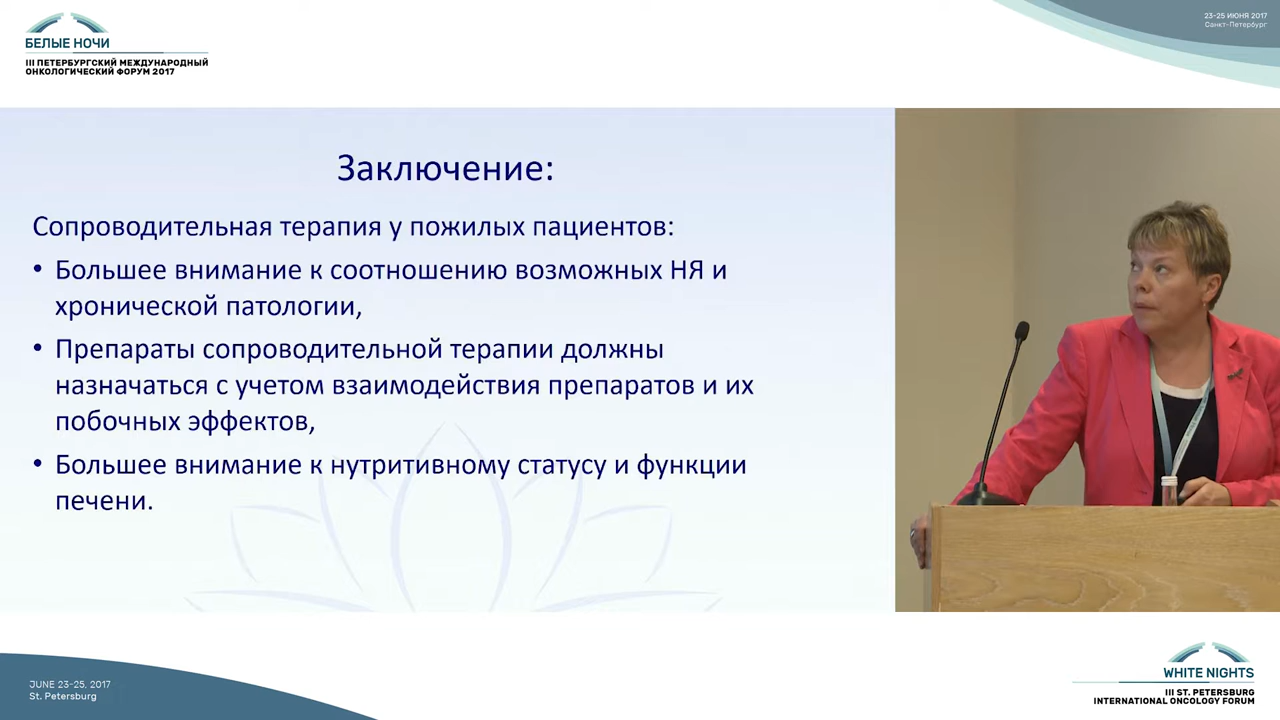 БЕЛЫЕ НОЧИ
III ПЕТЕРБУРГСКИЙ МЕЖДУНАРОДНЫЙ
ОНКОЛОГИЧЕСКИЙ ФОРУМ 2017
23-25 ИЮНЯ 2017
Санкт-Петербург
Заключение:
Сопроводительная терапия у пожилых пациентов:
• Большее внимание к соотношению возможных НЯ и
хронической патологии,
• Препараты сопроводительной терапии должны
назначаться с учетом взаимодействия препаратов и их
побочных эффектов,
• Большее внимание к нутритивному статусу и функции
печени.
JUNE 23-25, 2017
St. Petersburg
WHITE NIGHTS
III ST. PETERSBURG
INTERNATIONAL ONCOLOGY FORUM